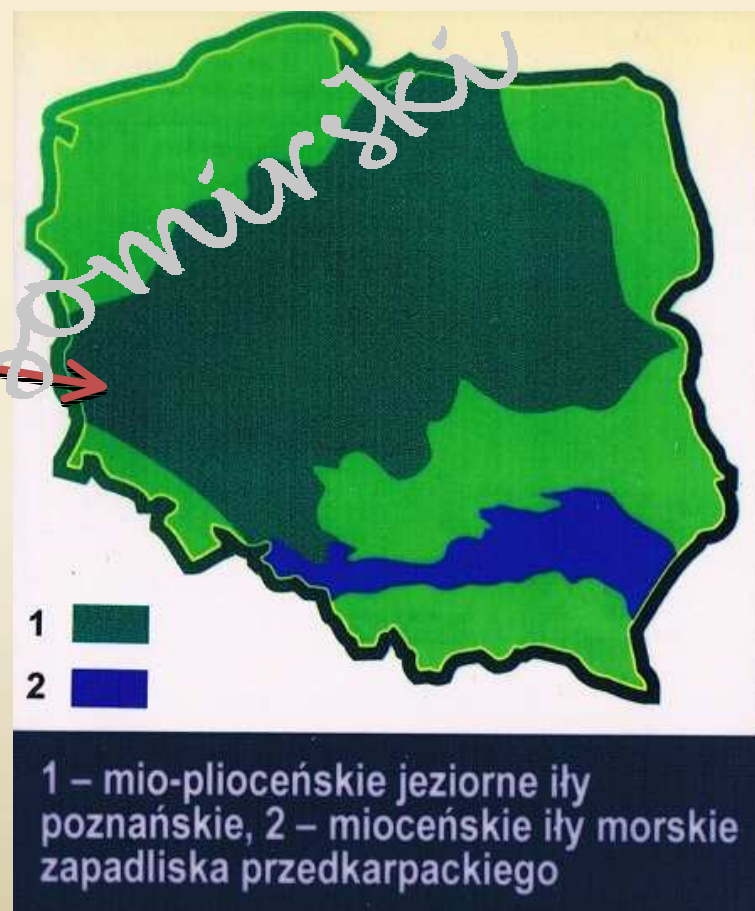 1
2
1 – mio-plioceńskie jeziorne iły
poznańskie, 2 – mioceńskie iły morskie
zapadliska przedkarpackiego